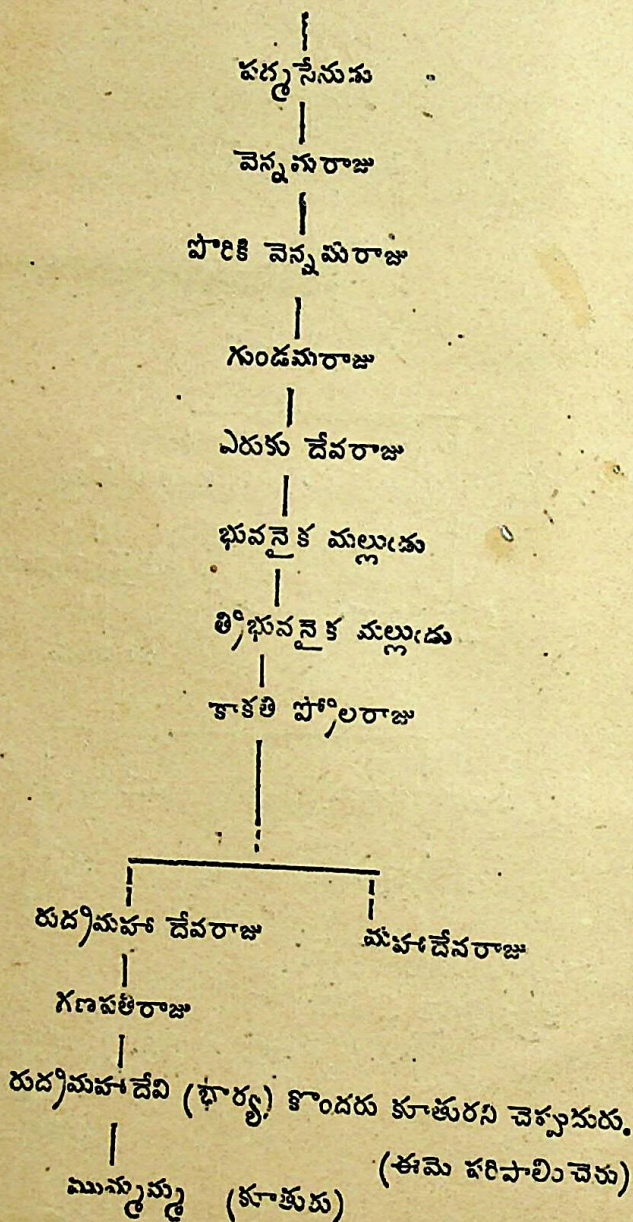 పద్మసేనుడు
వెన్నమరాజు
పొరికి వెన్నమరాజు
గుండమరాజు
ఎరుకు దేవరాజు
భువనైక మల్లుఁడు
త్రిభువనైక మల్లుఁడు
కాకతి ప్రోలరాజు
రుద్రమహా దేవరాజు మహాదేవరాజు
గణపతిరాజు
రుద్రమహాదేవి (భార్య) కొందరు కూతురని చెప్పుదురు.
(ఈమె పరిపాలించెను)
ముమ్మమ్మ (కూతురు)